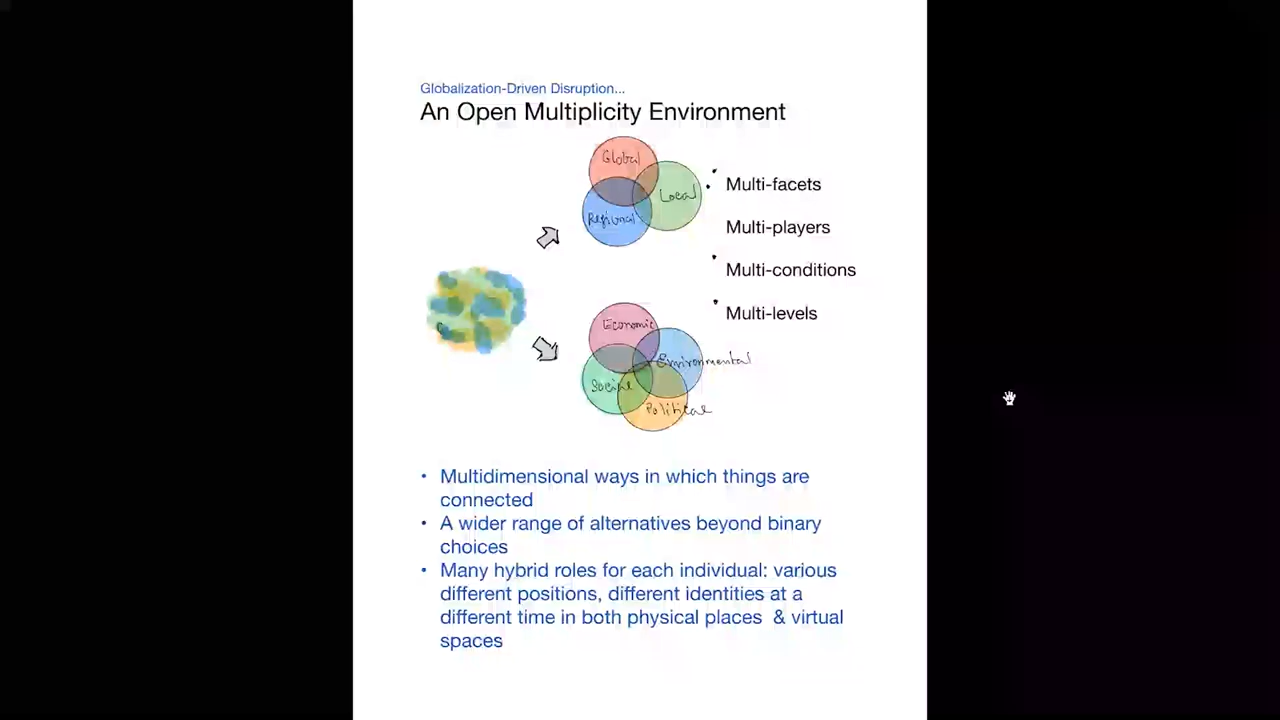 Globalization-Driven Disruption...
An Open Multiplicity Environment
Global
Local
Regional
• Multi-facets
Multi-players
• Multi-conditions
• Multi-levels
Economic
Environmental
Social
Political
• Multidimensional ways in which things are
connected
• A wider range of alternatives beyond binary
choices
• Many hybrid roles for each individual: various
different positions, different identities at a
different time in both physical places & virtual
spaces